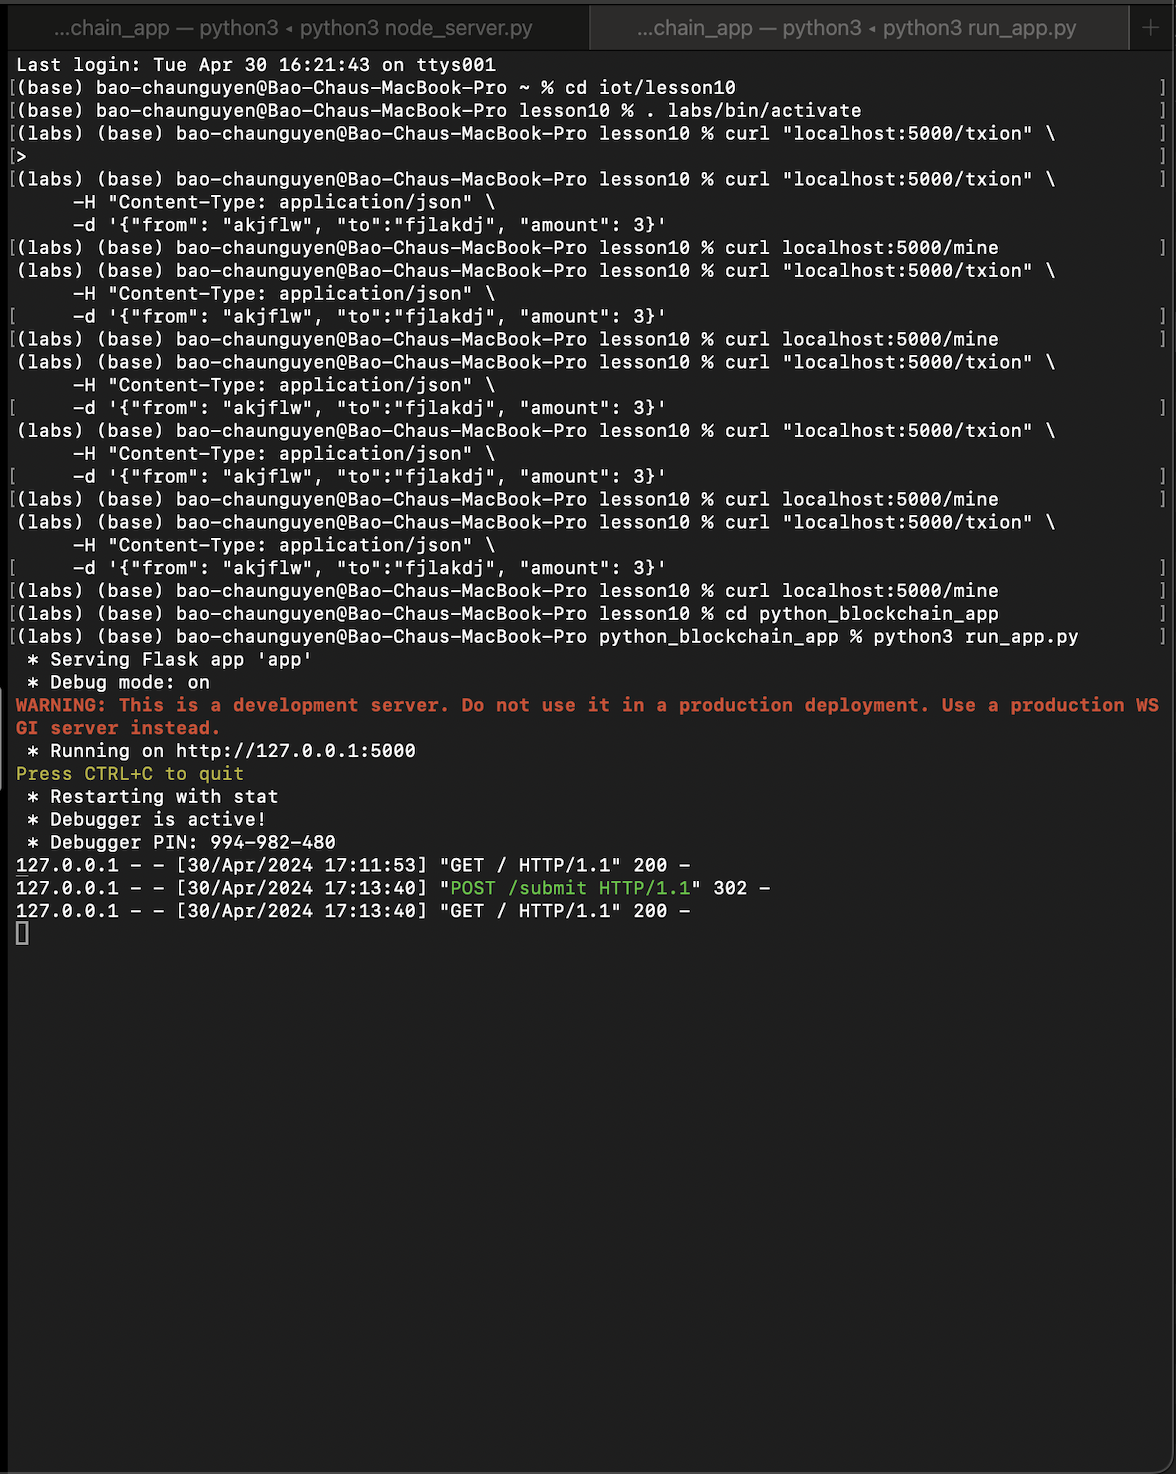 ...chain_app — python3 ◂ python3 node_server.py
...chain_app — python3 ◂ python3 run_app.py
+
Last login: Tue Apr 30 16:21:43 on ttys001
[(base) bao-chaunguyen@Bao-Chaus-MacBook-Pro ~ % cd iot/lesson10 ]
[(base) bao-chaunguyen@Bao-Chaus-MacBook-Pro lesson10 % . labs/bin/activate ]
[(labs) (base) bao-chaunguyen@Bao-Chaus-MacBook-Pro lesson10 % curl "localhost:5000/txion" \ ]
[> ]
[(labs) (base) bao-chaunguyen@Bao-Chaus-MacBook-Pro lesson10 % curl "localhost:5000/txion" \ ]
     -H "Content-Type: application/json" \
     -d '{"from": "akjflw", "to":"fjlakdj", "amount": 3}'
[(labs) (base) bao-chaunguyen@Bao-Chaus-MacBook-Pro lesson10 % curl localhost:5000/mine ]
(labs) (base) bao-chaunguyen@Bao-Chaus-MacBook-Pro lesson10 % curl "localhost:5000/txion" \
     -H "Content-Type: application/json" \
[     -d '{"from": "akjflw", "to":"fjlakdj", "amount": 3}' ]
[(labs) (base) bao-chaunguyen@Bao-Chaus-MacBook-Pro lesson10 % curl localhost:5000/mine ]
(labs) (base) bao-chaunguyen@Bao-Chaus-MacBook-Pro lesson10 % curl "localhost:5000/txion" \
     -H "Content-Type: application/json" \
[     -d '{"from": "akjflw", "to":"fjlakdj", "amount": 3}' ]
(labs) (base) bao-chaunguyen@Bao-Chaus-MacBook-Pro lesson10 % curl "localhost:5000/txion" \
     -H "Content-Type: application/json" \
[     -d '{"from": "akjflw", "to":"fjlakdj", "amount": 3}' ]
[(labs) (base) bao-chaunguyen@Bao-Chaus-MacBook-Pro lesson10 % curl localhost:5000/mine ]
(labs) (base) bao-chaunguyen@Bao-Chaus-MacBook-Pro lesson10 % curl "localhost:5000/txion" \
     -H "Content-Type: application/json" \
[     -d '{"from": "akjflw", "to":"fjlakdj", "amount": 3}' ]
[(labs) (base) bao-chaunguyen@Bao-Chaus-MacBook-Pro lesson10 % curl localhost:5000/mine ]
[(labs) (base) bao-chaunguyen@Bao-Chaus-MacBook-Pro lesson10 % cd python_blockchain_app ]
[(labs) (base) bao-chaunguyen@Bao-Chaus-MacBook-Pro python_blockchain_app % python3 run_app.py ]
 * Serving Flask app 'app'
 * Debug mode: on
WARNING: This is a development server. Do not use it in a production deployment. Use a production WS
GI server instead.
 * Running on http://127.0.0.1:5000
Press CTRL+C to quit
 * Restarting with stat
 * Debugger is active!
 * Debugger PIN: 994-982-480
127.0.0.1 - - [30/Apr/2024 17:11:53] "GET / HTTP/1.1" 200 -
127.0.0.1 - - [30/Apr/2024 17:13:40] "POST /submit HTTP/1.1" 302 -
127.0.0.1 - - [30/Apr/2024 17:13:40] "GET / HTTP/1.1" 200 -